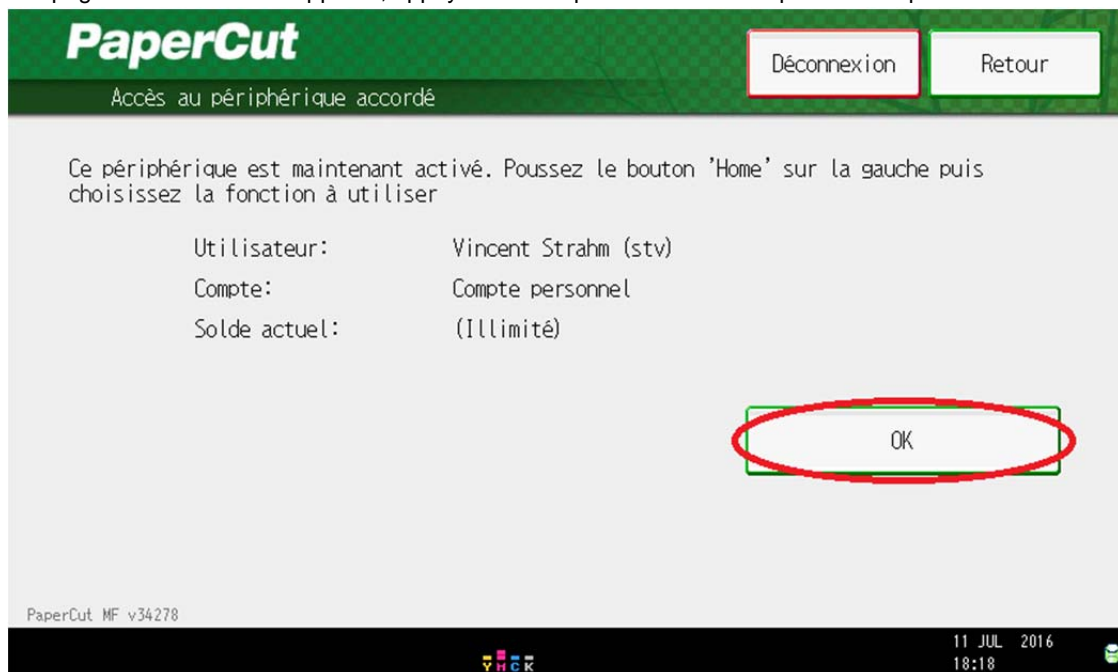 PaperCut
Déconnexion
Retour
Accès au périphérique accordé
Ce périphérique est maintenant activé. Poussez le bouton 'Home' sur la gauche puis
choisissez la fonction à utiliser
Utilisateur: Vincent Strahm (stv)
Compte: Compte personnel
Solde actuel: (Illimité)
OK
PaperCut MF v34278
11 JUL 2016
Y M C K
18:18